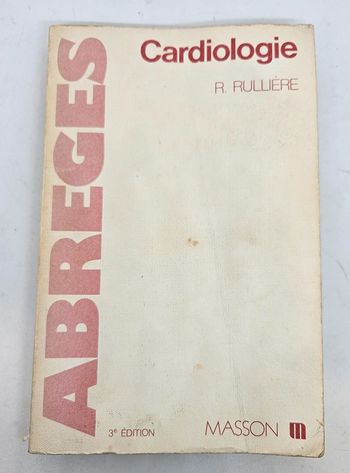 Cardiologie
R. RULLIÈRE
ABREGES
3e ÉDITION
MASSON m